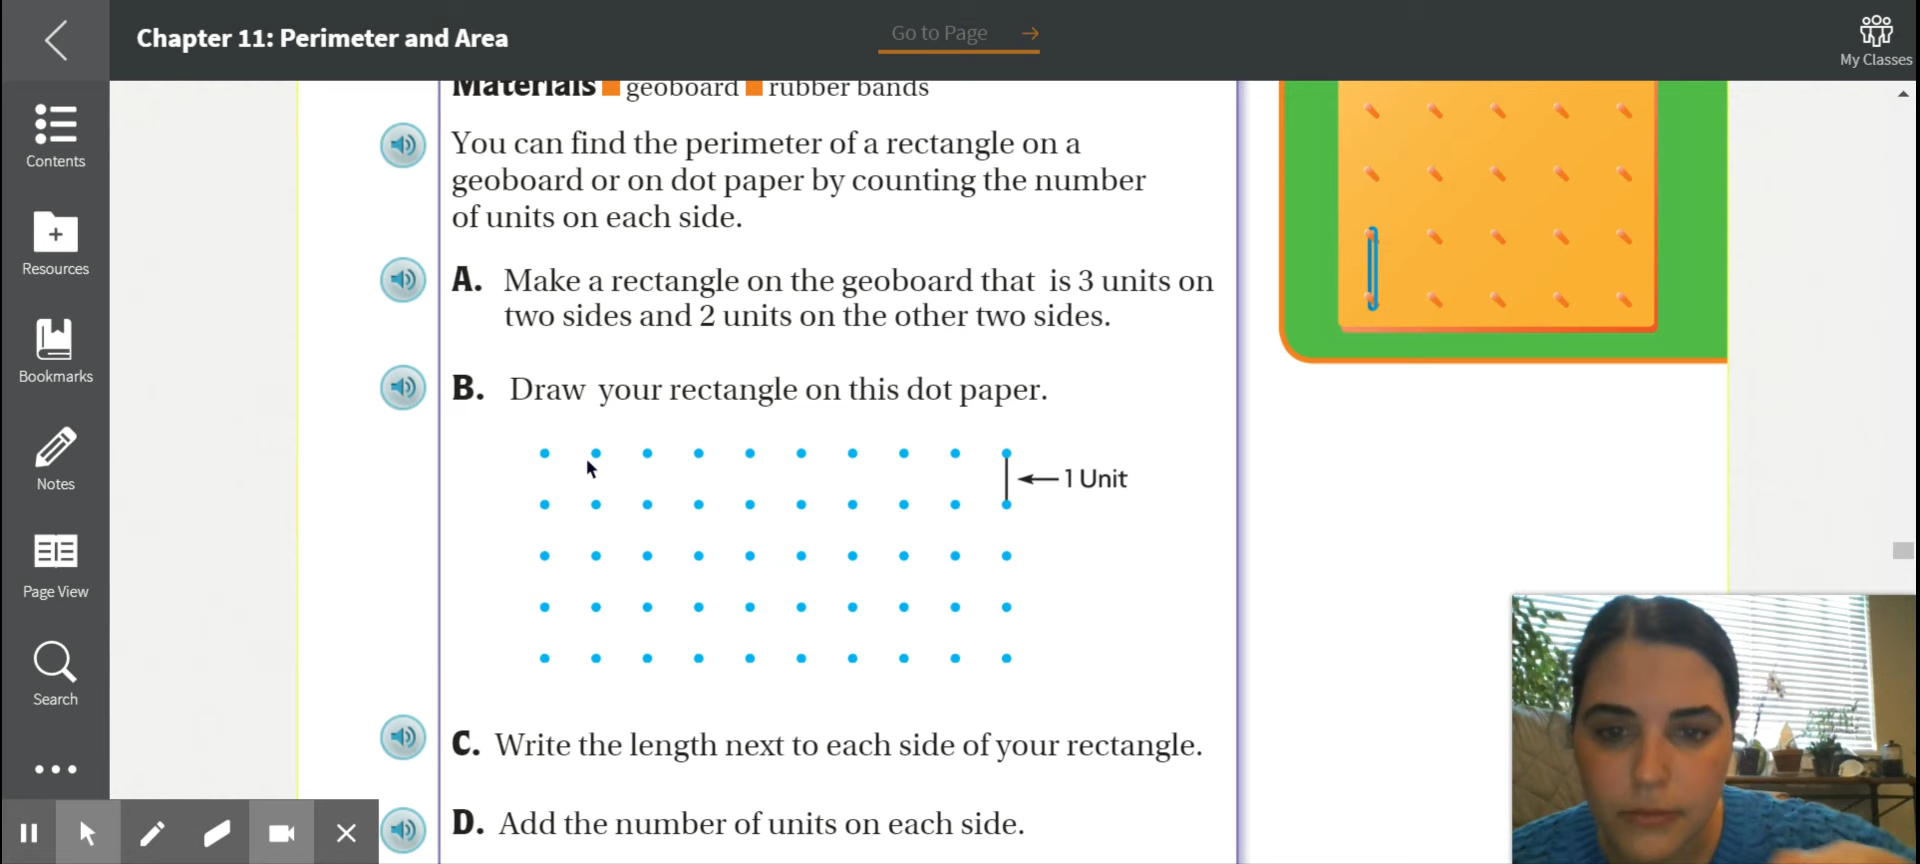 Chapter 11: Perimeter and Area
Go to Page →
My Classes
Contents
Resources
Bookmarks
Notes
Page View
Search
Materials ■ geoboard ■ rubber bands
You can find the perimeter of a rectangle on a
geoboard or on dot paper by counting the number
of units on each side.
A. Make a rectangle on the geoboard that is 3 units on
two sides and 2 units on the other two sides.
B. Draw your rectangle on this dot paper.
1 Unit
C. Write the length next to each side of your rectangle.
D. Add the number of units on each side.